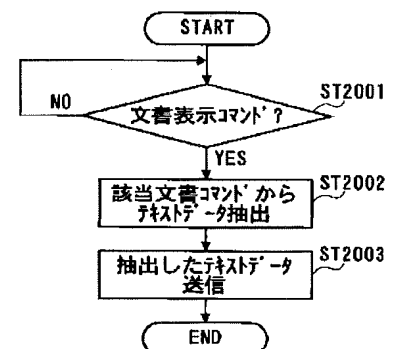 START
ST2001
NO
文書表示ｺﾏﾝﾄﾞ?
YES
ST2002
該当文書ｺﾏﾝﾄﾞから
ﾃｷｽﾄﾃﾞｰﾀ抽出
ST2003
抽出したﾃｷｽﾄﾃﾞｰﾀ
送信
END